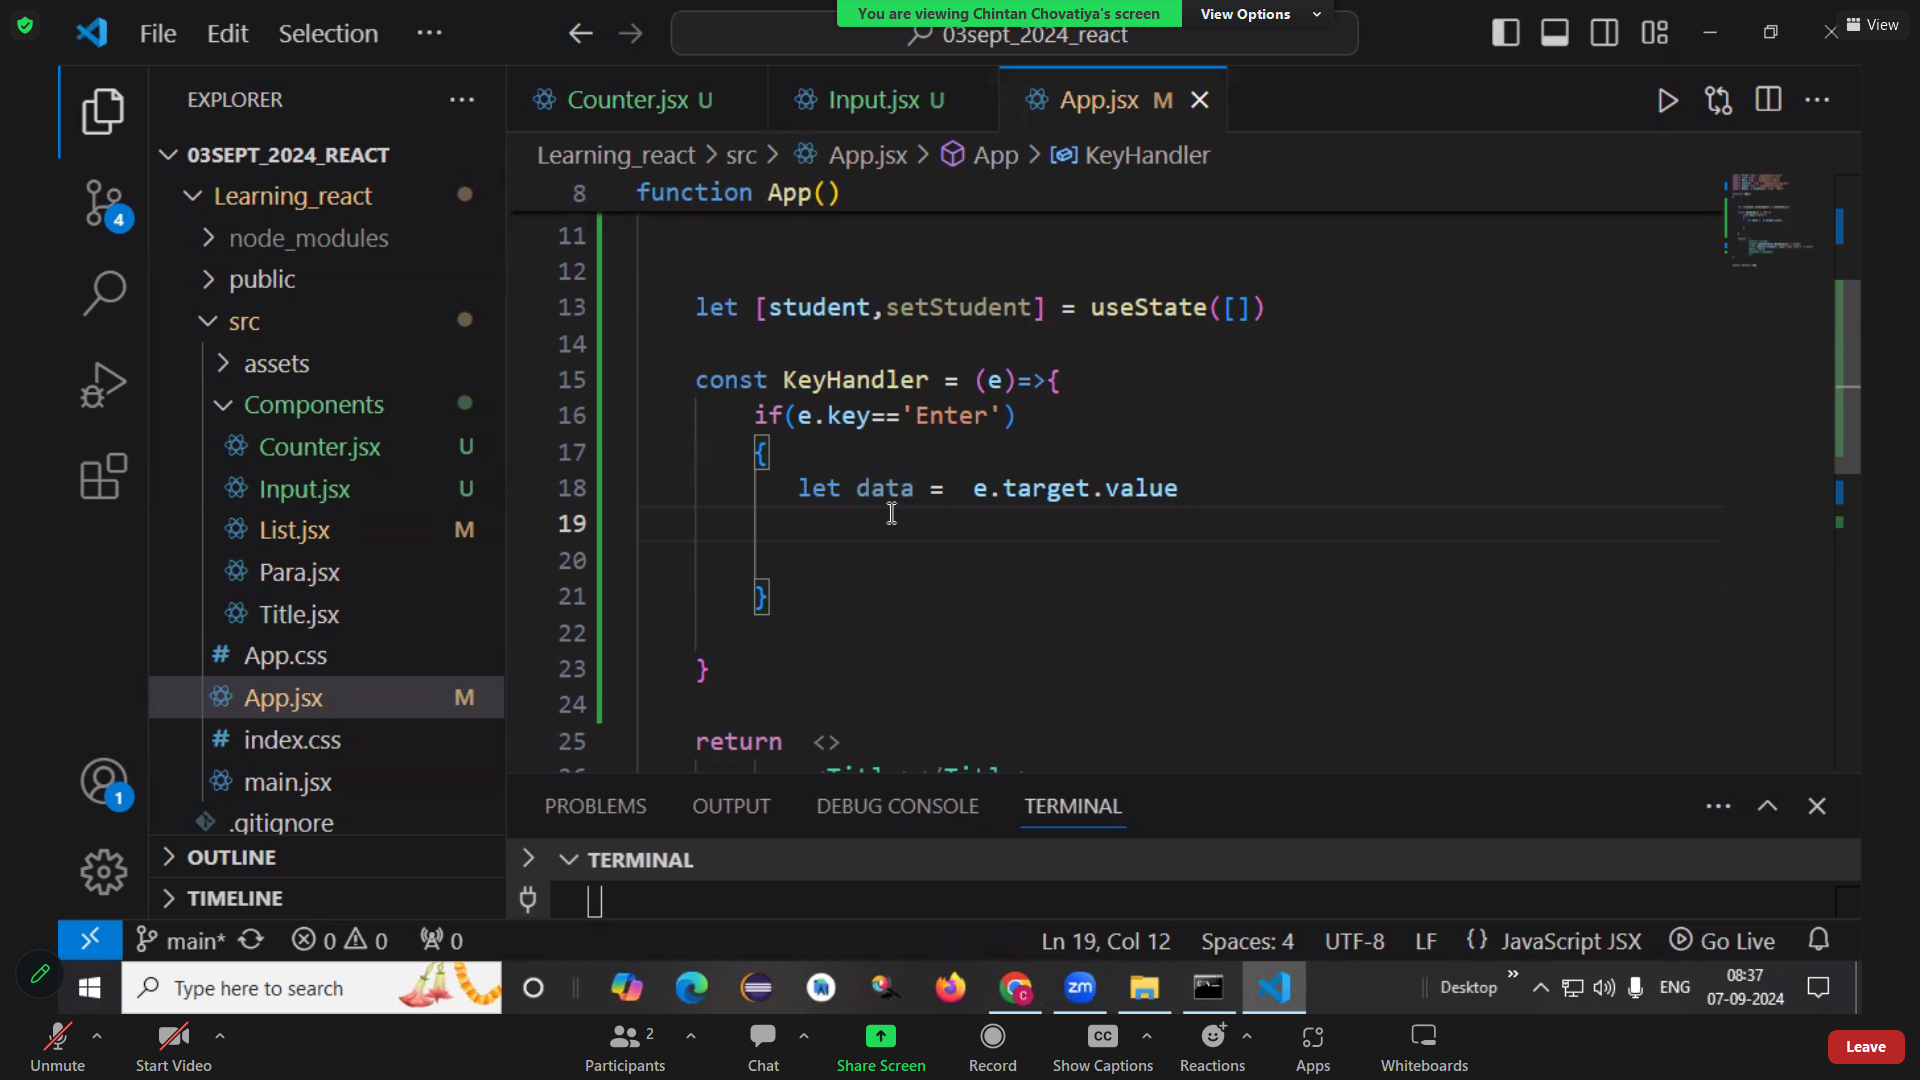 You are viewing Chintan Chovatiya's screen View Options
View
File Edit Selection ···
03sept_2024_react
EXPLORER
Counter.jsx U
Input.jsx U
App.jsx M
Learning_react > src > App.jsx > App > KeyHandler
03SEPT_2024_REACT
Learning_react
node_modules
public
src
assets
Components
Counter.jsx U
Input.jsx U
List.jsx M
Para.jsx
Title.jsx
App.css
App.jsx M
index.css
main.jsx
.gitignore
OUTLINE
TIMELINE
4
1
8 function App()
11
12
13 let [student,setStudent] = useState([])
14
15 const KeyHandler = (e)=>{
16 if(e.key=='Enter')
17 {
18 let data =  e.target.value
19
20
21 }
22
23 }
24
25 return  <>
PROBLEMS OUTPUT DEBUG CONSOLE TERMINAL
TERMINAL
main* 0 0 0
Ln 19, Col 12 Spaces: 4 UTF-8 LF {} JavaScript JSX Go Live
Type here to search
zm
Desktop
ENG
08:37
07-09-2024
Unmute
Start Video
Participants 2
Chat
Share Screen
Record
CC
Show Captions
Reactions
Apps
Whiteboards
Leave